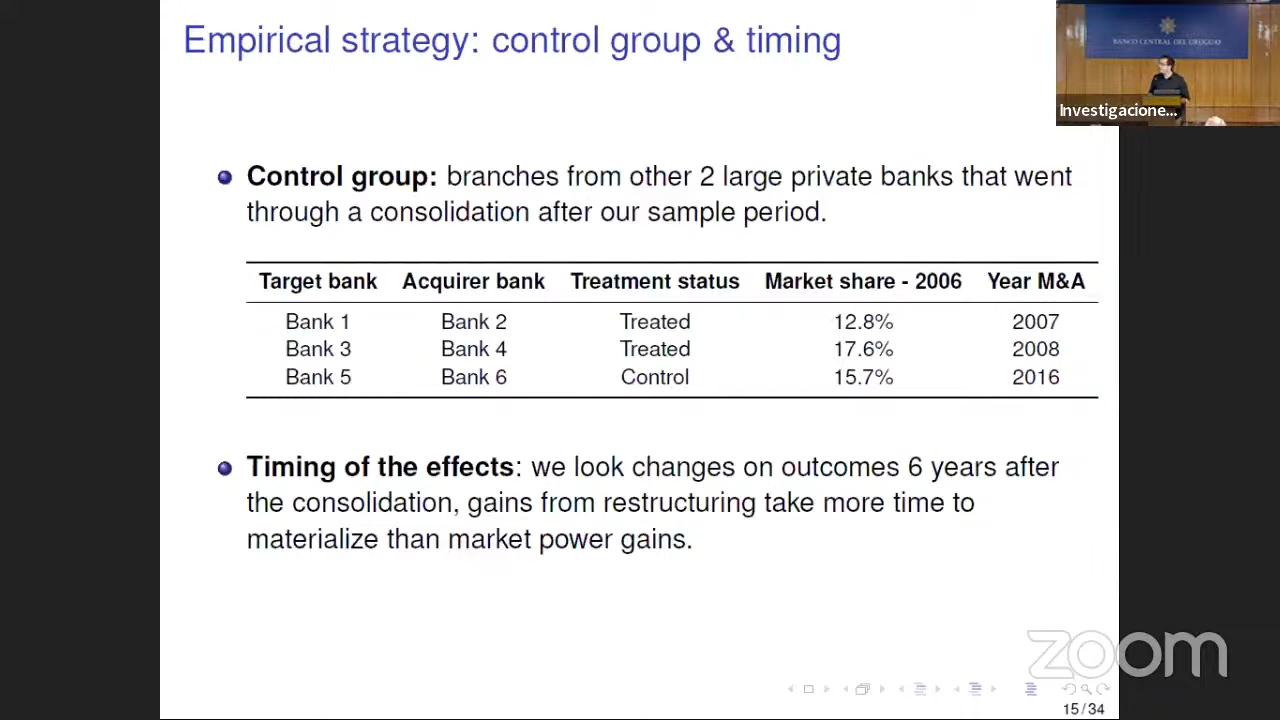 Empirical strategy: control group & timing
BANCO CENTRAL DEL URUGUAY
Investigacione...
Control group: branches from other 2 large private banks that went
through a consolidation after our sample period.
Target bank Acquirer bank Treatment status Market share - 2006 Year M&A
Bank 1 Bank 2 Treated 12.8% 2007
Bank 3 Bank 4 Treated 17.6% 2008
Bank 5 Bank 6 Control 15.7% 2016
Timing of the effects: we look changes on outcomes 6 years after
the consolidation, gains from restructuring take more time to
materialize than market power gains.
zoom
15/34